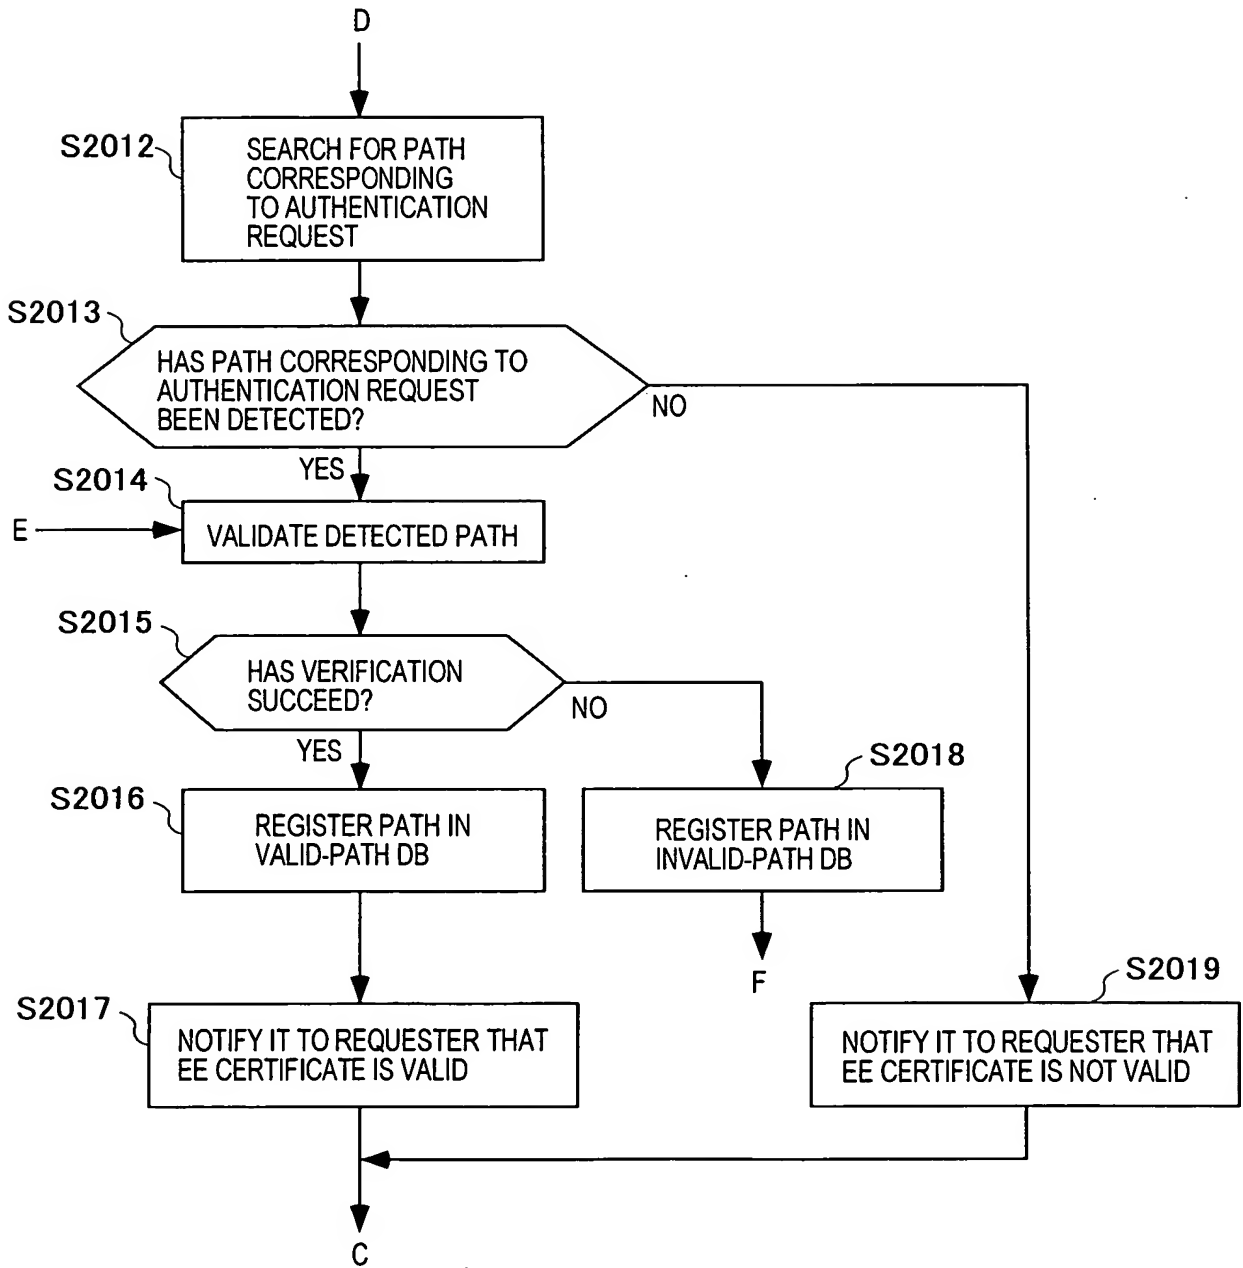 D
S2012
SEARCH FOR PATH
CORRESPONDING
TO AUTHENTICATION
REQUEST
S2013
HAS PATH CORRESPONDING TO
AUTHENTICATION REQUEST
BEEN DETECTED?
NO
YES
S2014
E
VALIDATE DETECTED PATH
S2015
HAS VERIFICATION
SUCCEED?
NO
YES
S2016
REGISTER PATH IN
VALID-PATH DB
S2018
REGISTER PATH IN
INVALID-PATH DB
F
S2017
NOTIFY IT TO REQUESTER THAT
EE CERTIFICATE IS VALID
S2019
NOTIFY IT TO REQUESTER THAT
EE CERTIFICATE IS NOT VALID
C